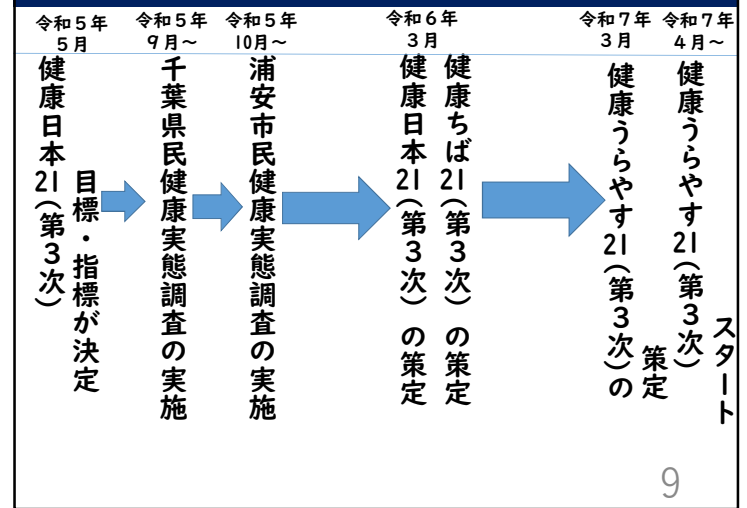 令和５年
５月
健康日本21(第３次)
目標・指標が決定
令和５年
９月～
千葉県民健康実態調査の実施
令和５年
10月～
浦安市民健康実態調査の実施
令和６年
３月
健康ちば21(第３次) の策定
健康日本21(第３次) の策定
令和７年
３月
健康うらやす21(第３次)の
策定
令和７年
４月～
健康うらやす21(第３次)
スタート
9